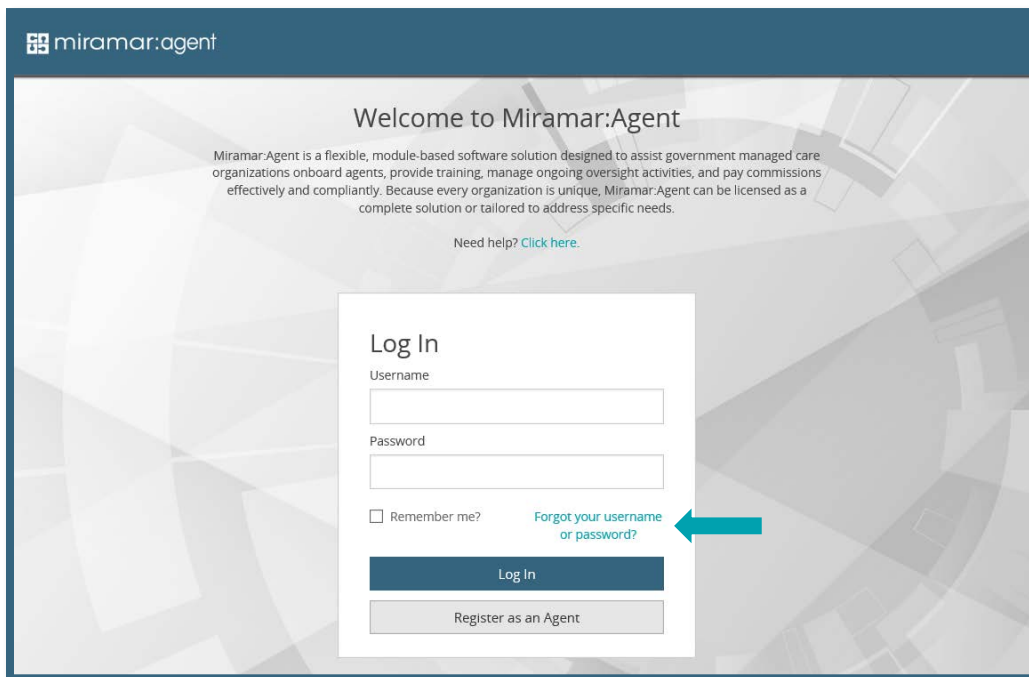 miramar:agent
Welcome to Miramar:Agent
Miramar:Agent is a flexible, module-based software solution designed to assist government managed care
organizations onboard agents, provide training, manage ongoing oversight activities, and pay commissions
effectively and compliantly. Because every organization is unique, Miramar:Agent can be licensed as a
complete solution or tailored to address specific needs.
Need help? Click here.
Log In
Username
Password
Remember me?
Forgot your username
or password?
Log In
Register as an Agent